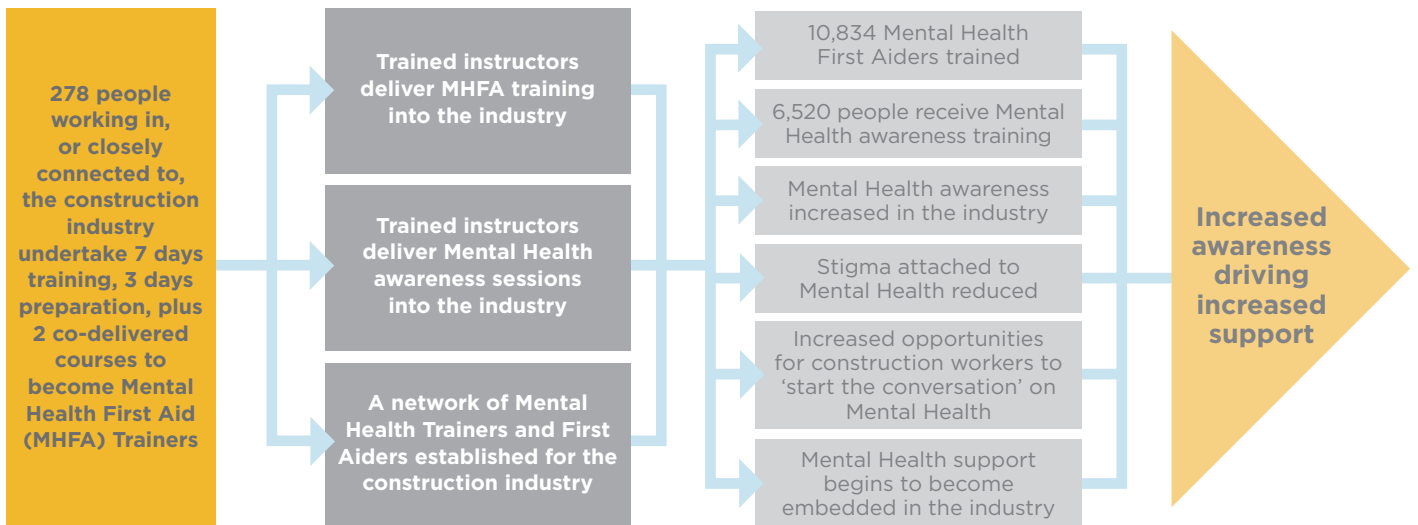 278 people
working in,
or closely
connected to,
the construction
industry
undertake 7 days
training, 3 days
preparation, plus
2 co-delivered
courses to
become Mental
Health First Aid
(MHFA) Trainers
Trained instructors
deliver MHFA training
into the industry
Trained instructors
deliver Mental Health
awareness sessions
into the industry
A network of Mental
Health Trainers and First
Aiders established for the
construction industry
10,834 Mental Health
First Aiders trained
6,520 people receive Mental
Health awareness training
Mental Health awareness
increased in the industry
Stigma attached to
Mental Health reduced
Increased opportunities
for construction workers to
‘start the conversation’ on
Mental Health
Mental Health support
begins to become
embedded in the industry
Increased
awareness
driving
increased
support